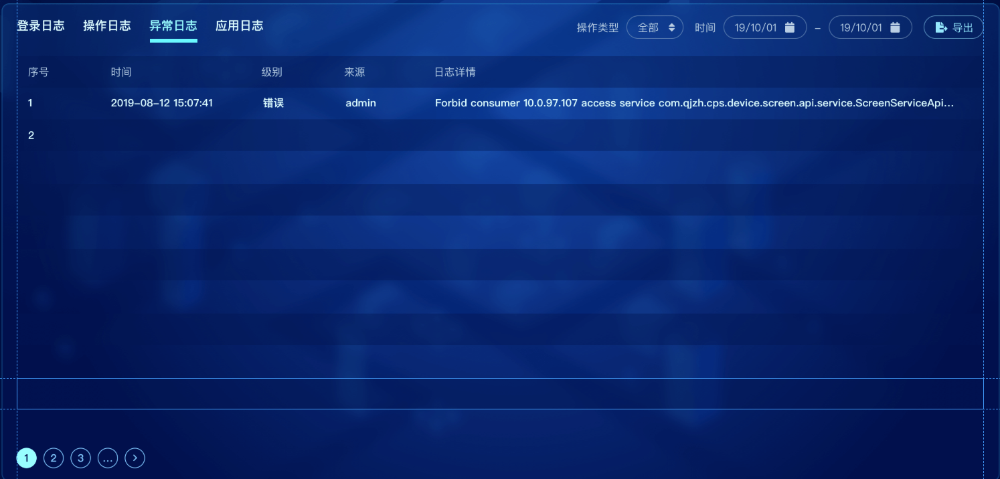 登录日志 操作日志 异常日志 应用日志 操作类型 全部 时间 19/10/01 – 19/10/01 导出
序号 时间 级别 来源 日志详情
1 2019-08-12 15:07:41 错误 admin Forbid consumer 10.0.97.107 access service com.qjzh.cps.device.screen.api.service.ScreenServiceApi...
2
1 2 3 ... >